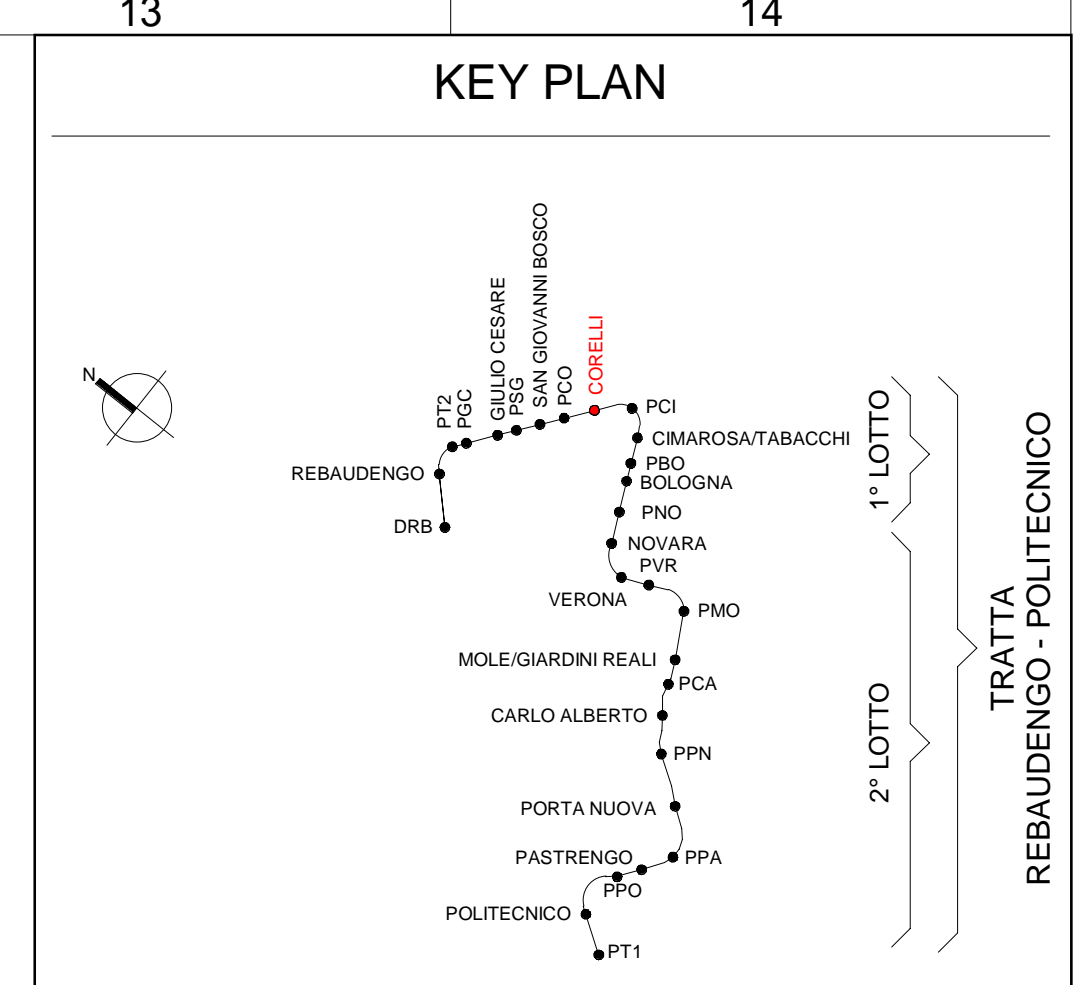 13
14
KEY PLAN
N
PT2
PGC
GIULIO CESARE
PSG
SAN GIOVANNI BOSCO
PCO
CORELLI
PCI
CIMAROSA/TABACCHI
REBAUDENGO
PBO
BOLOGNA
DRB
PNO
NOVARA
PVR
VERONA
PMO
MOLE/GIARDINI REALI
PCA
CARLO ALBERTO
PPN
PORTA NUOVA
PASTRENGO
PPA
PPO
POLITECNICO
PT1
1° LOTTO
2° LOTTO
TRATTA
REBAUDENGO - POLITECNICO